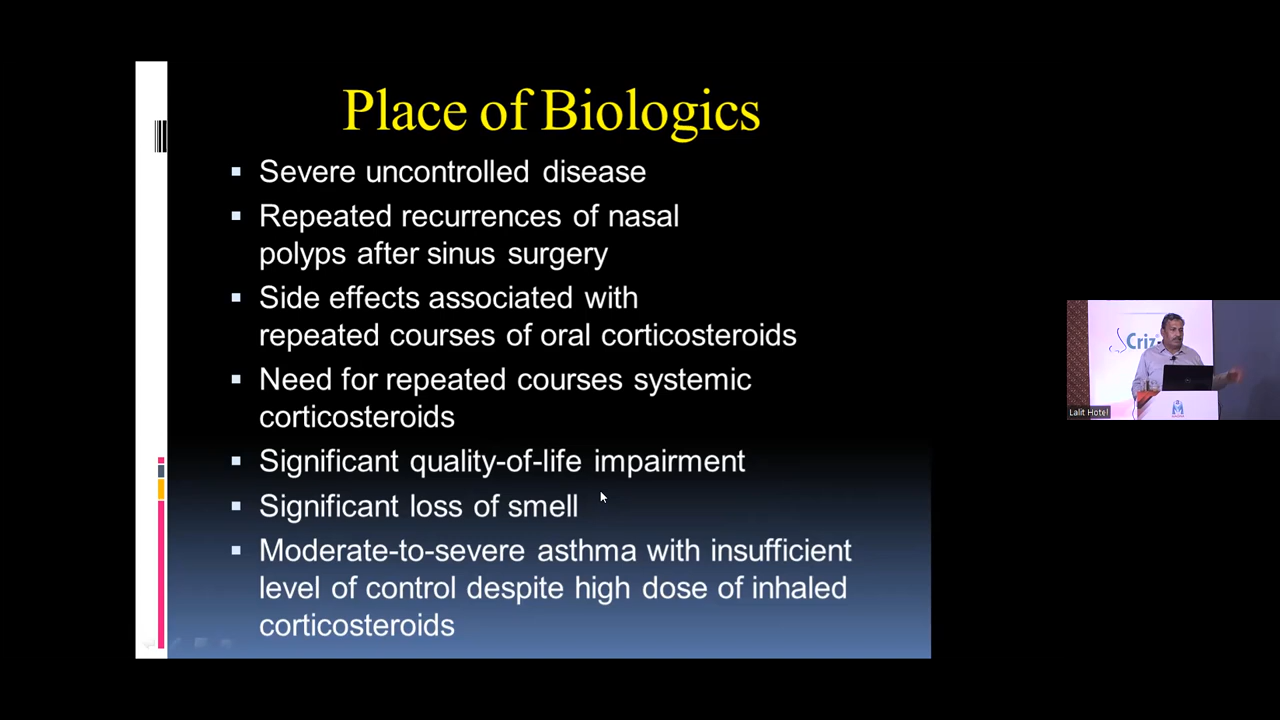 Place of Biologics
Severe uncontrolled disease
Repeated recurrences of nasal
polyps after sinus surgery
Side effects associated with
repeated courses of oral corticosteroids
Need for repeated courses systemic
corticosteroids
Significant quality-of-life impairment
Significant loss of smell
Moderate-to-severe asthma with insufficient
level of control despite high dose of inhaled
corticosteroids
Criz
Lalit Hotel